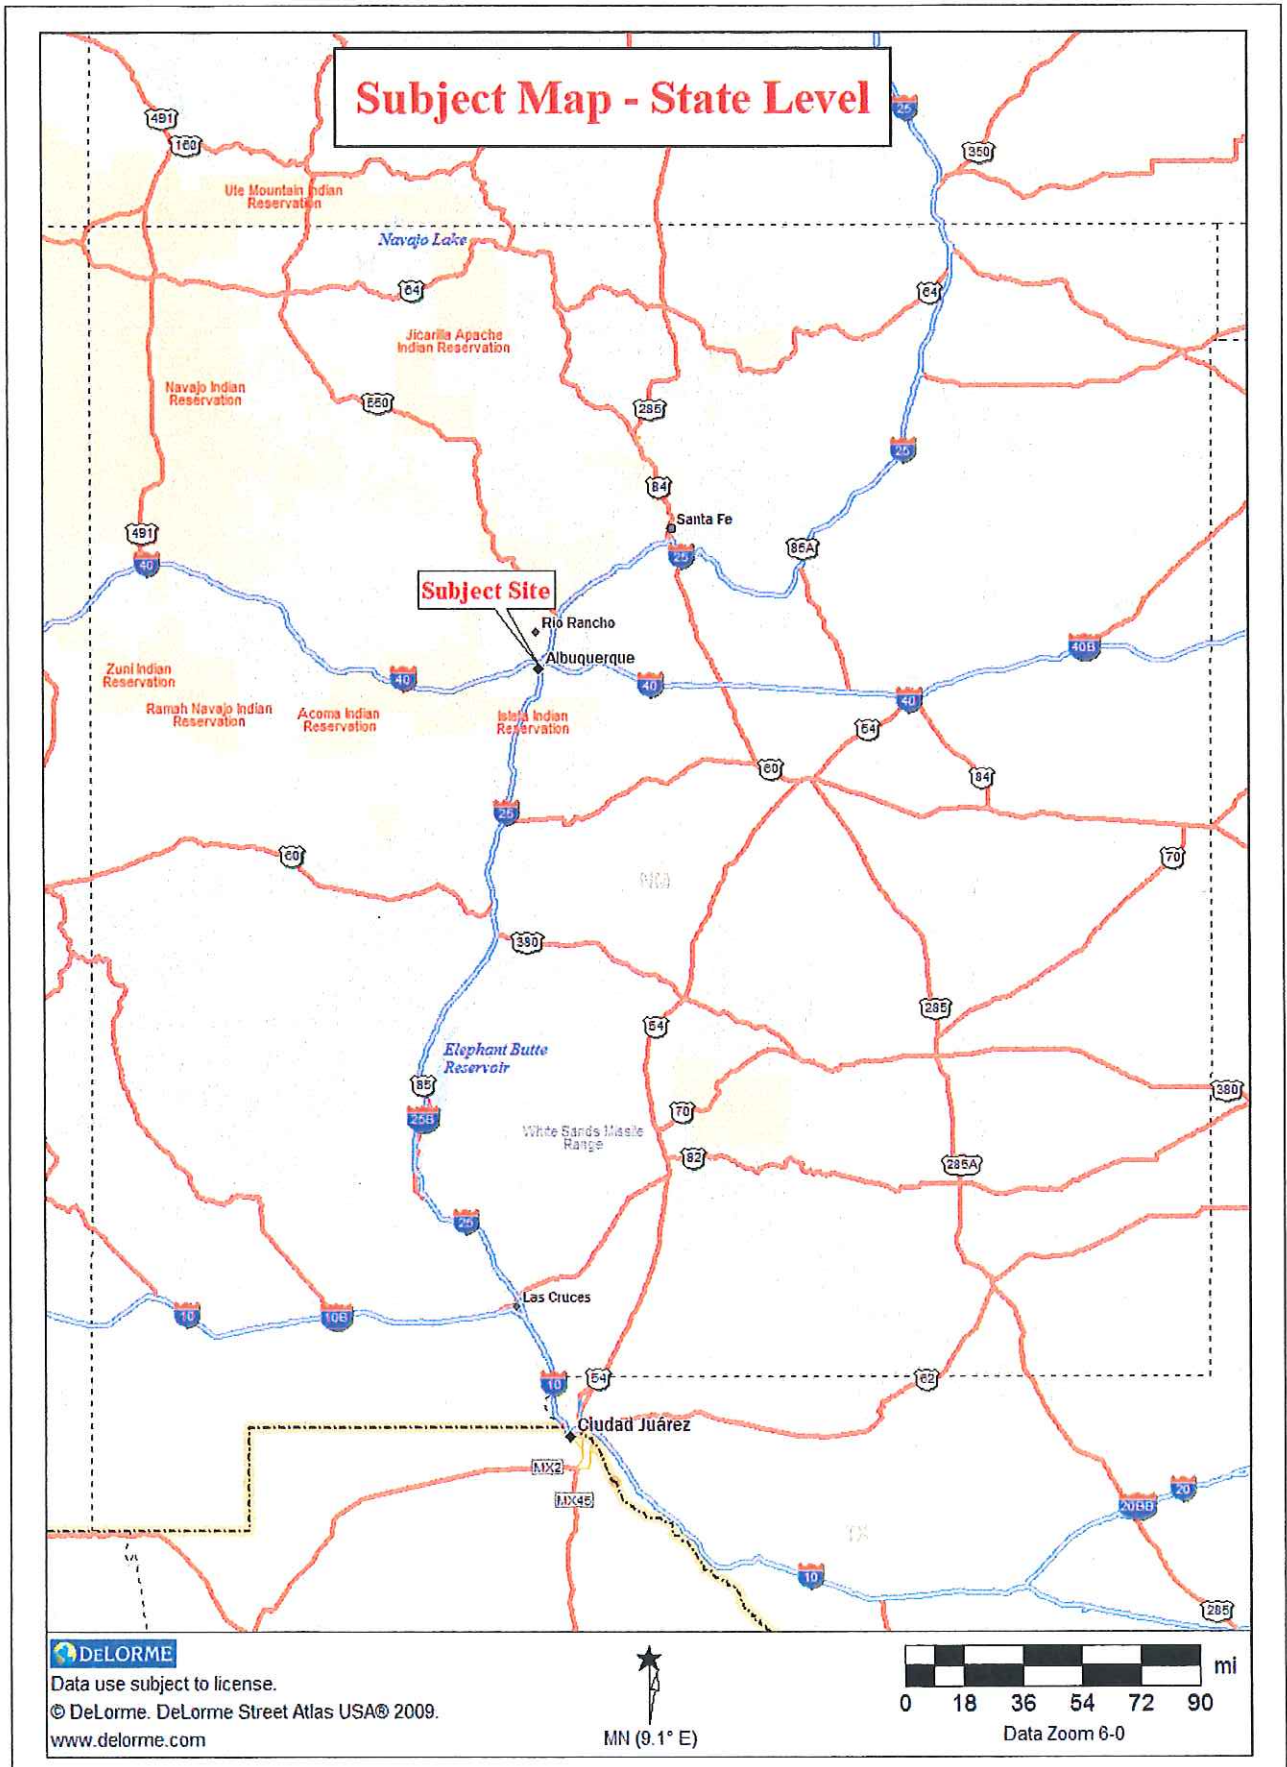 Subject Map - State Level
25
491
160
350
Ute Mountain Indian
Reservation
Navajo Lake
64
64
Jicarilla Apache
Indian Reservation
Navajo Indian
Reservation
550
285
25
84
Santa Fe
491
40
25
85A
Subject Site
Rio Rancho
Albuquerque
40B
Zuni Indian
Reservation
40
40
40
Ramah Navajo Indian
Reservation
Acoma Indian
Reservation
Isleta Indian
Reservation
54
60
84
25
60
70
NM
380
285
54
Elephant Butte
Reservoir
85
25B
380
70
White Sands Missile
Range
82
285A
25
Las Cruces
10
10B
10
54
62
Ciudad Juárez
MX2
MX45
20
20BB
TX
10
285
DELORME
Data use subject to license.
© DeLorme. DeLorme Street Atlas USA® 2009.
www.delorme.com
MN (9.1° E)
mi
0 18 36 54 72 90
Data Zoom 6-0